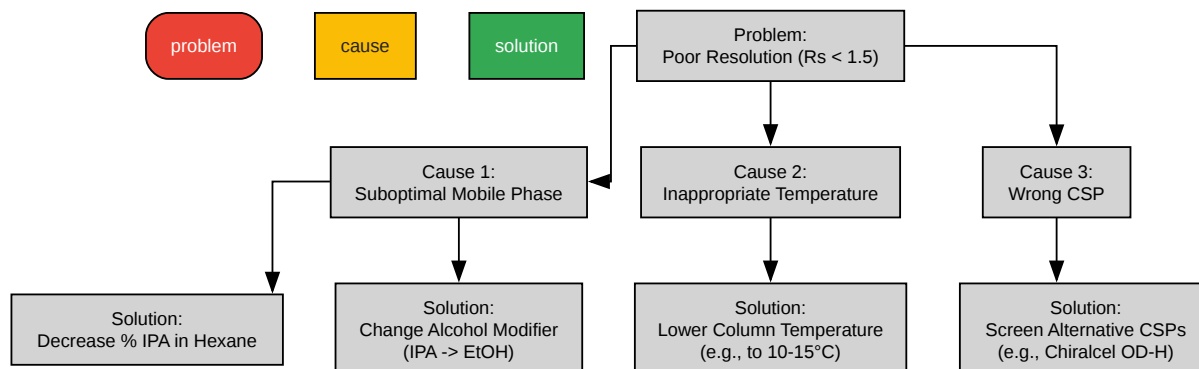 problem
cause
solution
Problem:
Poor Resolution (Rs < 1.5)
Cause 1:
Suboptimal Mobile Phase
Cause 2:
Inappropriate Temperature
Cause 3:
Wrong CSP
Solution:
Decrease % IPA in Hexane
Solution:
Change Alcohol Modifier
(IPA -> EtOH)
Solution:
Lower Column Temperature
(e.g., to 10-15°C)
Solution:
Screen Alternative CSPs
(e.g., Chiralcel OD-H)